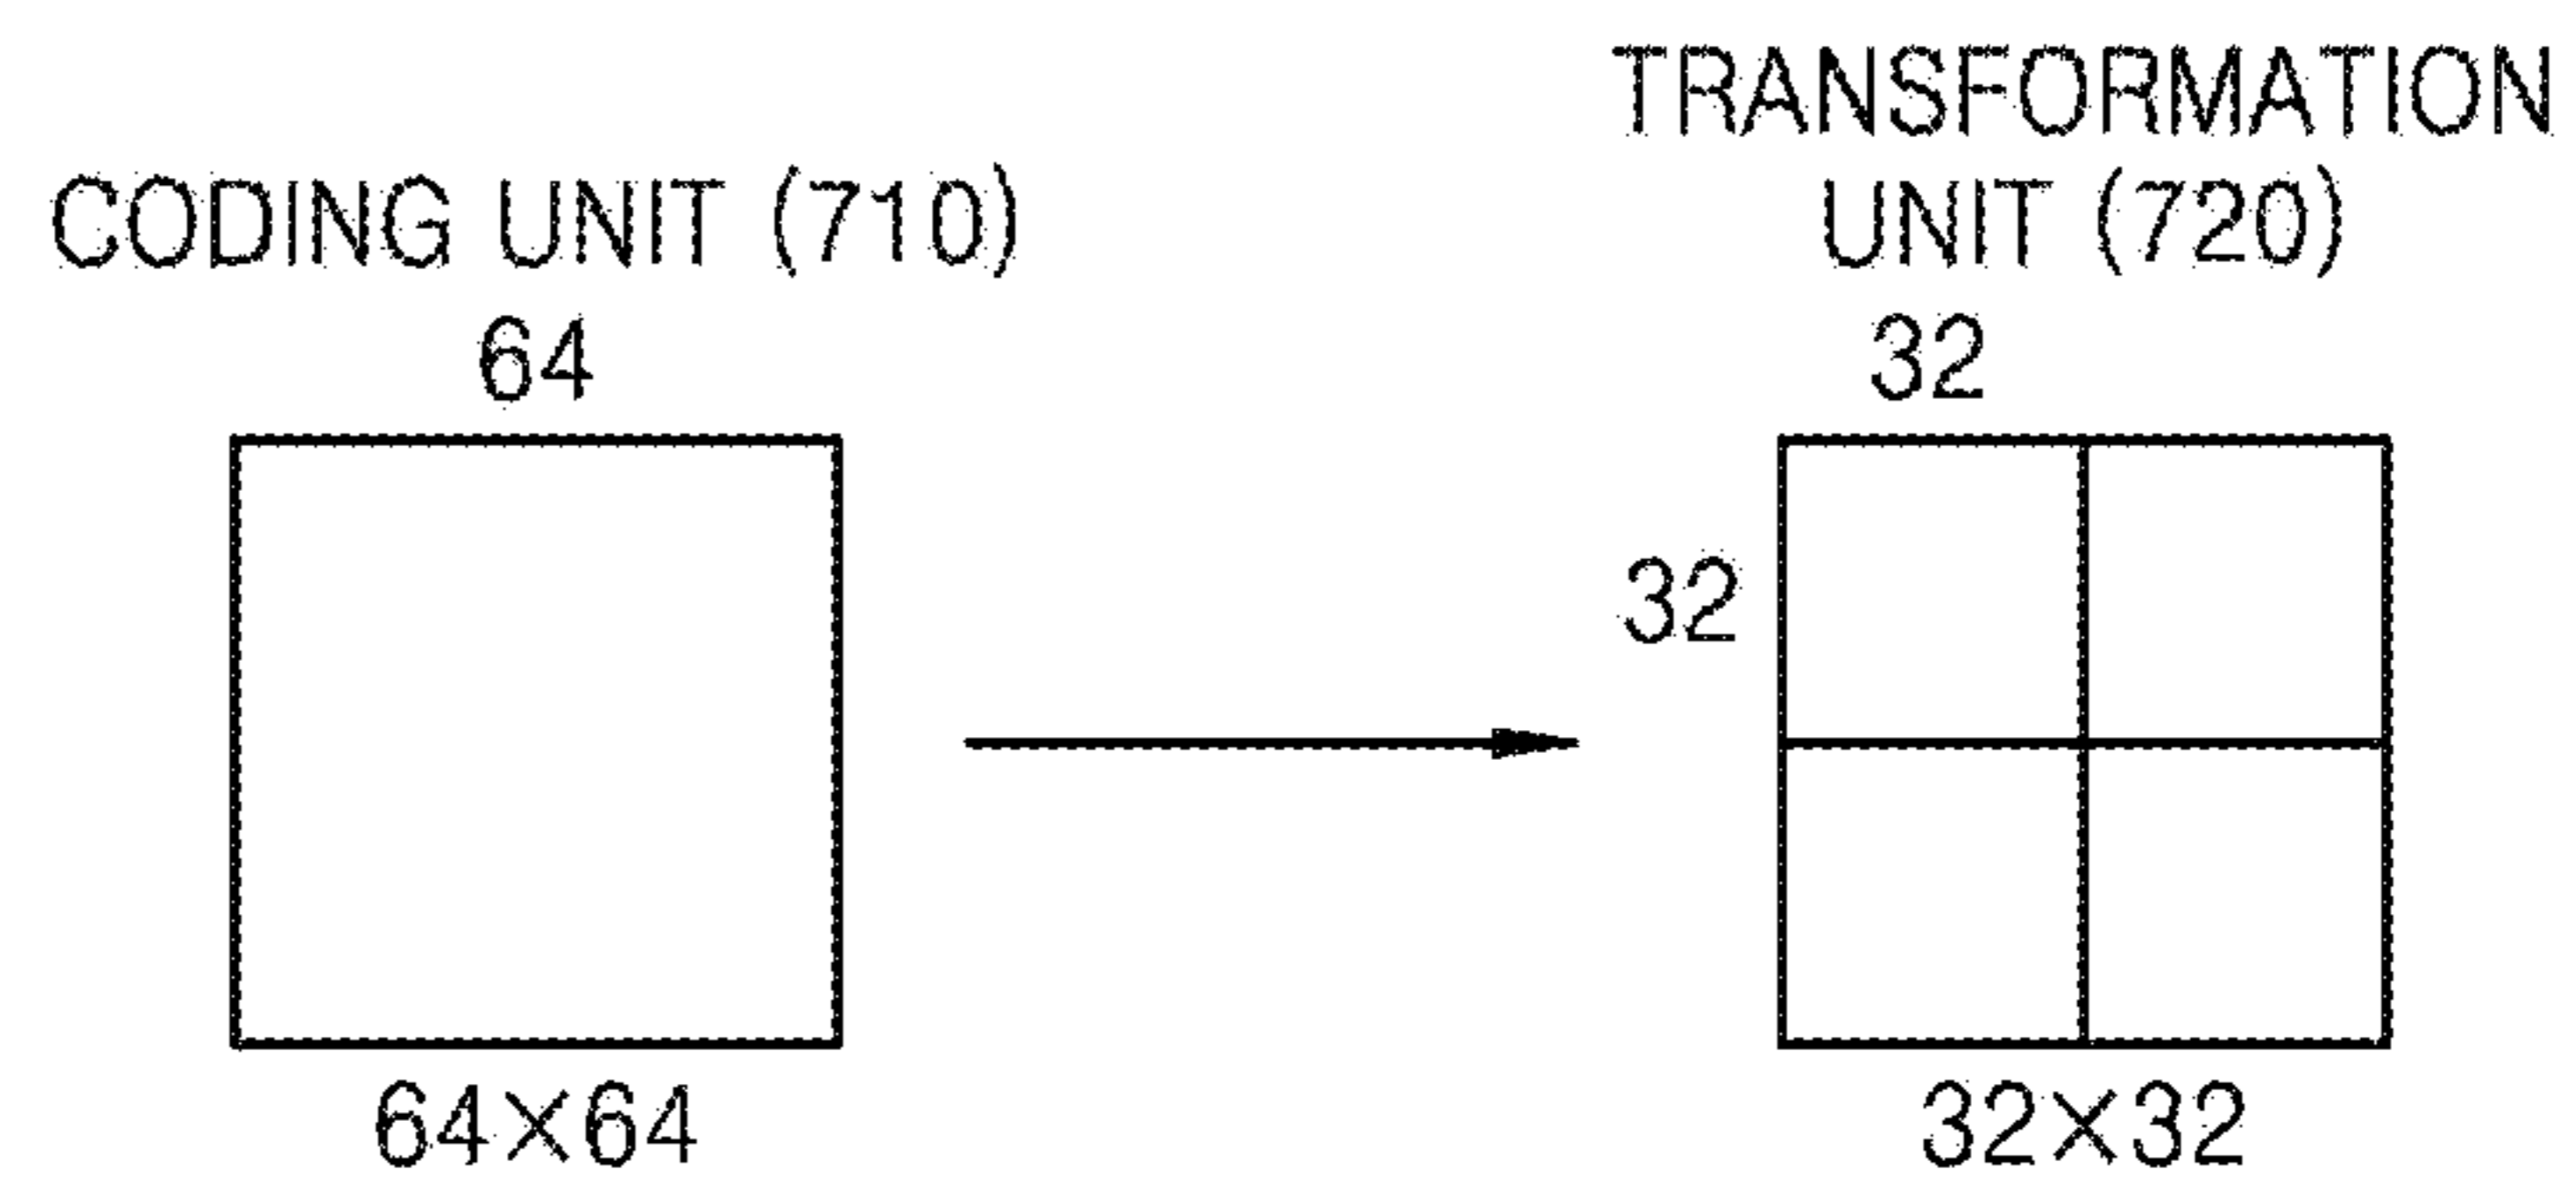 CODING UNIT (710)
64
64×64
TRANSFORMATION
UNIT (720)
32
32
32×32